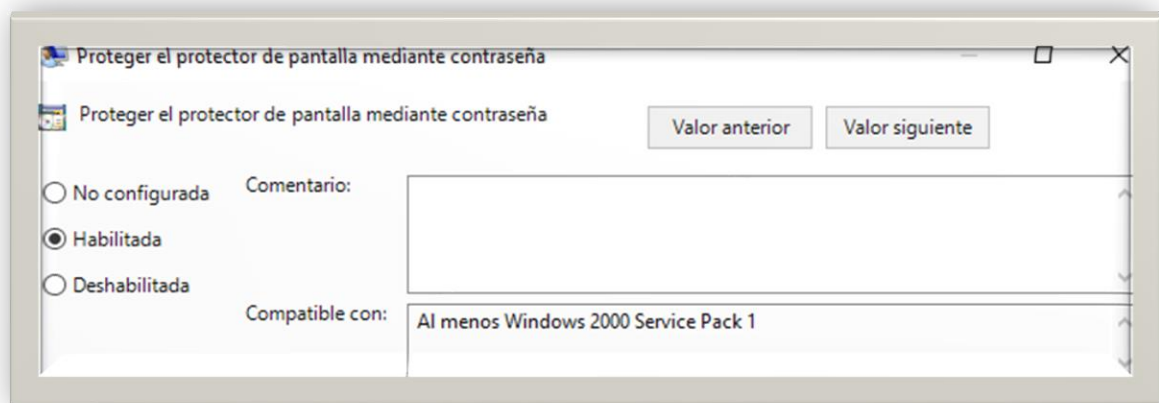 Proteger el protector de pantalla mediante contraseña
Proteger el protector de pantalla mediante contraseña
Valor anterior
Valor siguiente
No configurada
Habilitada
Deshabilitada
Comentario:
Compatible con:
Al menos Windows 2000 Service Pack 1